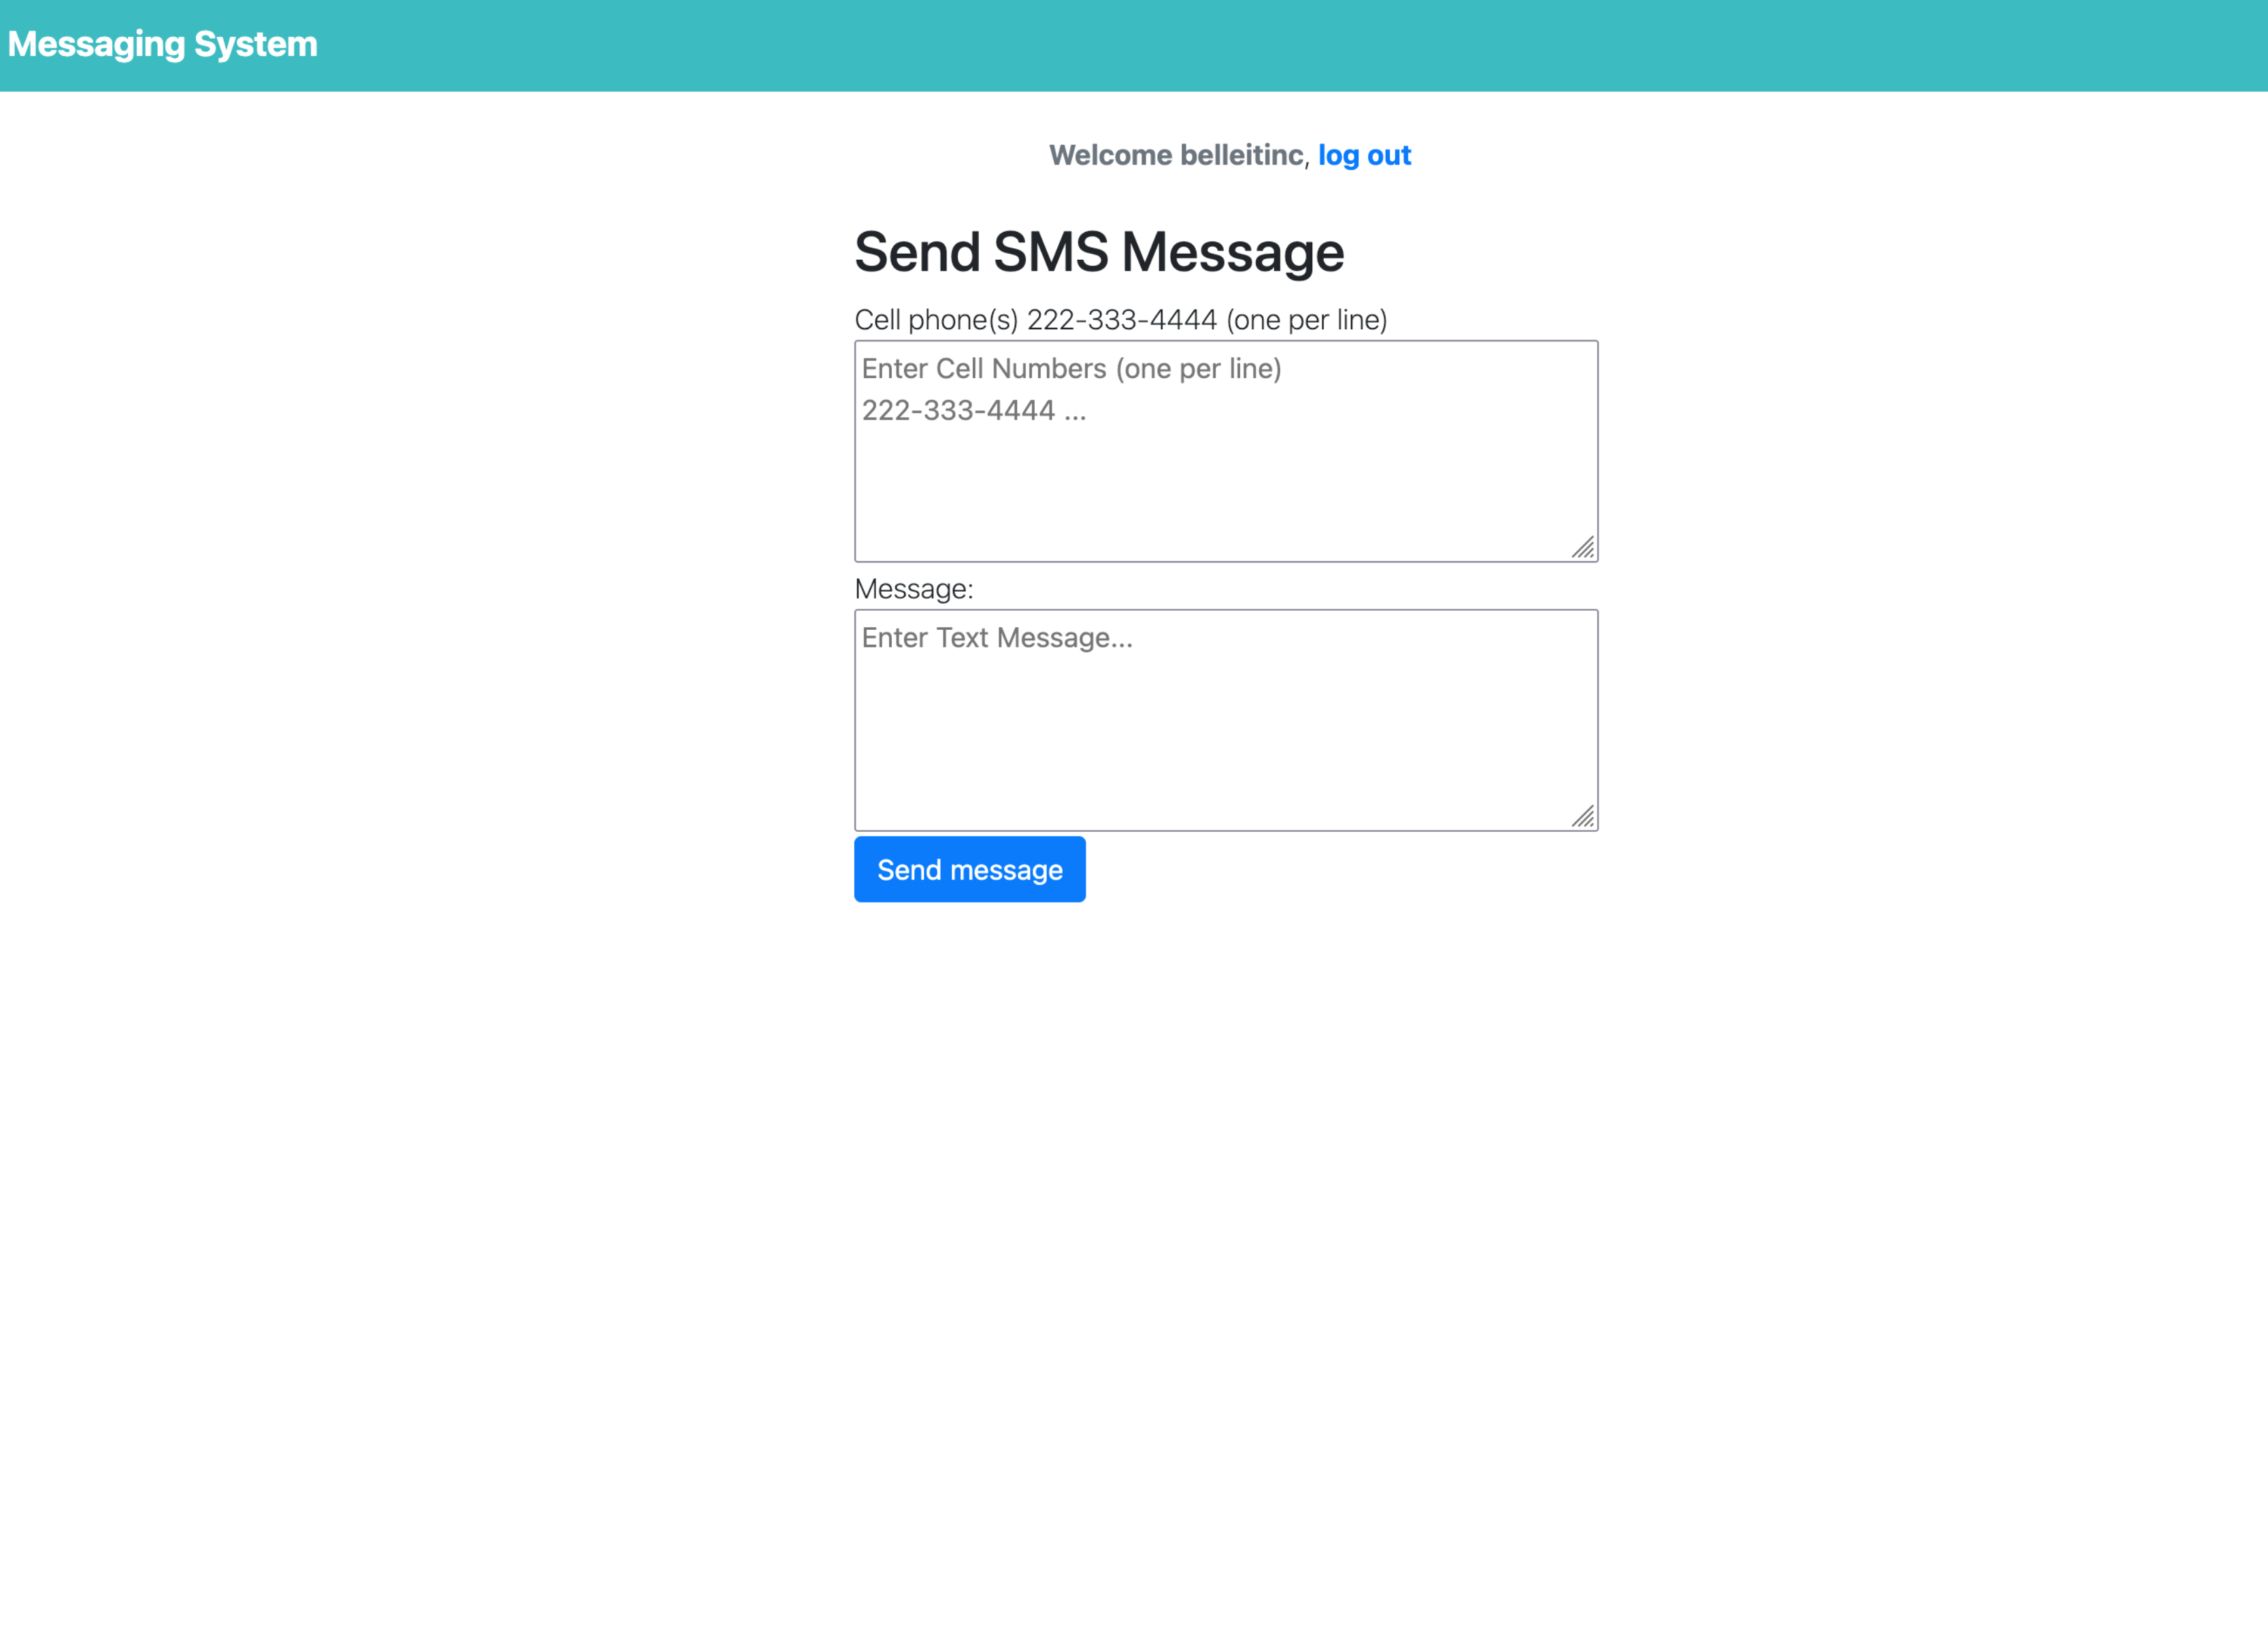 Messaging System
Welcome belleitinc, log out
Send SMS Message
Cell phone(s) 222-333-4444 (one per line)
Enter Cell Numbers (one per line)
222-333-4444 ...
Message:
Enter Text Message...
Send message